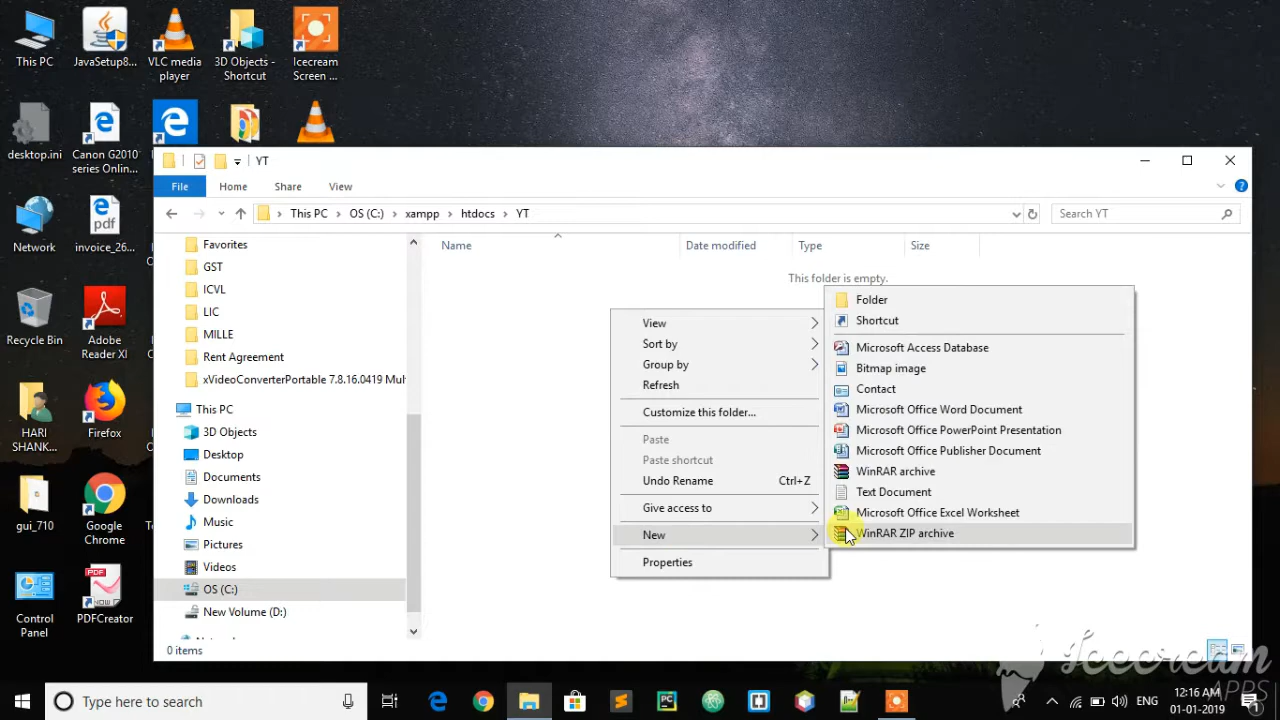 This PC
JavaSetup8...
VLC media
player
3D Objects -
Shortcut
Icecream
Screen ...
desktop.ini
Canon G2010
series Online...
Network
invoice_26...
Recycle Bin
Adobe
Reader XI
HARI
SHANK...
Firefox
gui_710
Google
Chrome
Control
Panel
PDFCreator
YT
File
Home
Share
View
This PC
OS (C:)
xampp
htdocs
YT
Search YT
Favorites
GST
ICVL
LIC
MILLE
Rent Agreement
xVideoConverterPortable 7.8.16.0419 Mul
This PC
3D Objects
Desktop
Documents
Downloads
Music
Pictures
Videos
OS (C:)
New Volume (D:)
0 items
Name
Date modified
Type
Size
This folder is empty.
View
Sort by
Group by
Refresh
Customize this folder...
Paste
Paste shortcut
Undo Rename Ctrl+Z
Give access to
New
Properties
Folder
Shortcut
Microsoft Access Database
Bitmap image
Contact
Microsoft Office Word Document
Microsoft Office PowerPoint Presentation
Microsoft Office Publisher Document
WinRAR archive
Text Document
Microsoft Office Excel Worksheet
WinRAR ZIP archive
Icecream
APPS
Type here to search
ENG
12:16 AM
01-01-2019